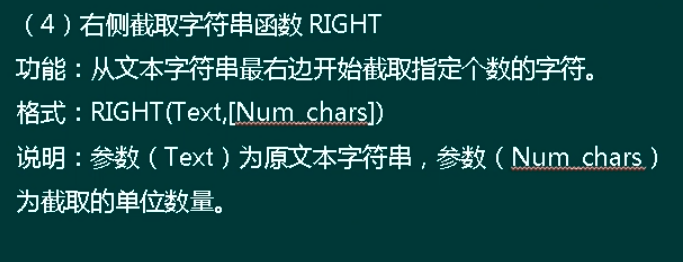 （4）右侧截取字符串函数 RIGHT
功能：从文本字符串最右边开始截取指定个数的字符。
格式：RIGHT(Text,[Num_chars])
说明：参数（Text）为原文本字符串，参数（Num_chars）
为截取的单位数量。